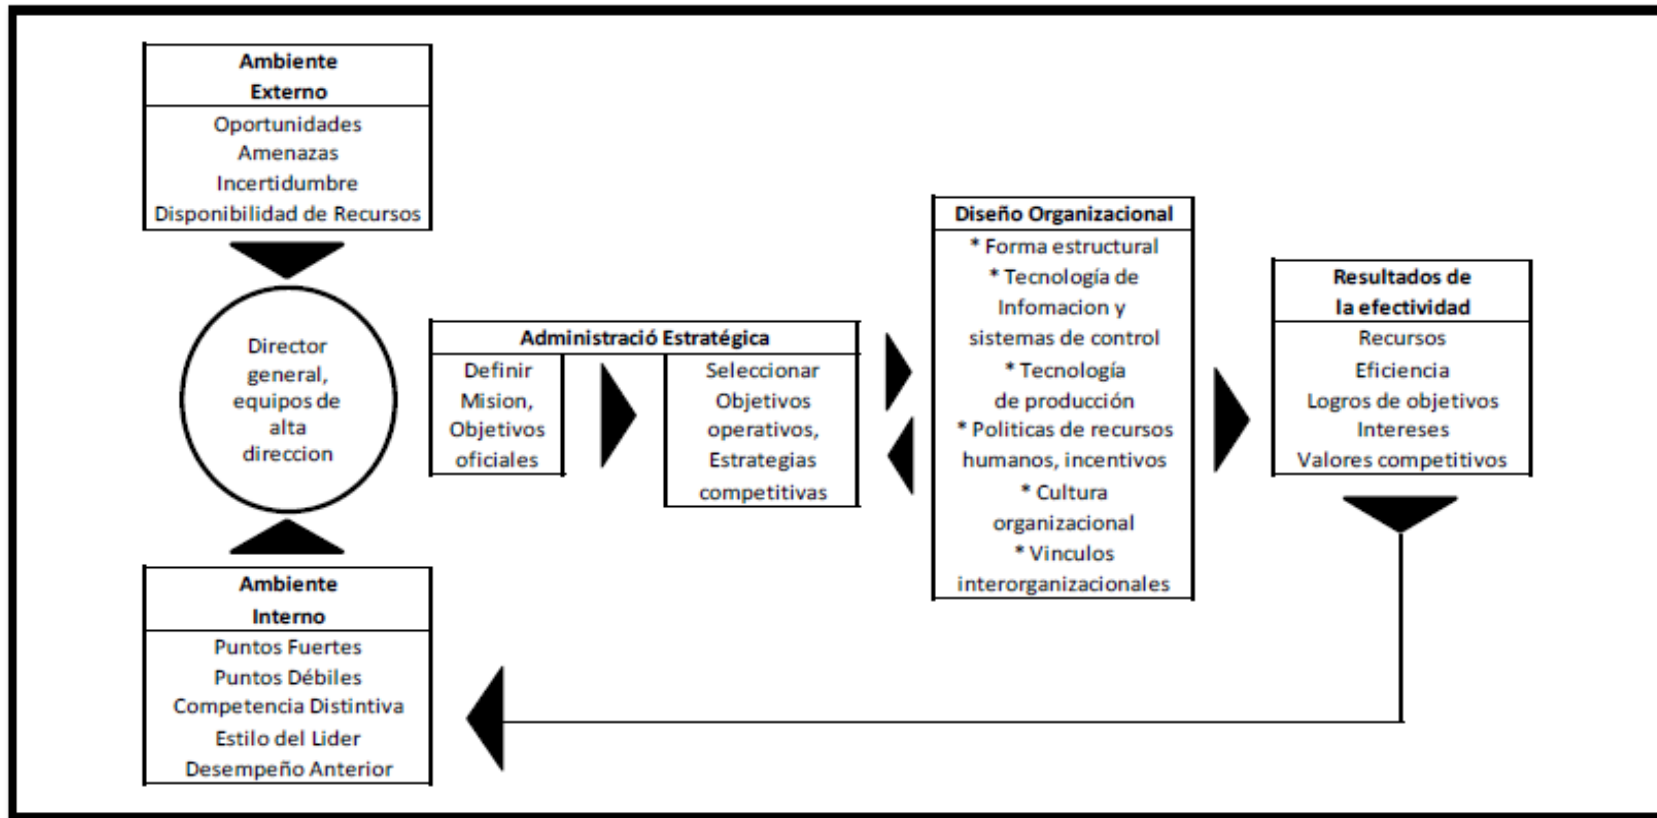 Ambiente
Externo
Oportunidades
Amenazas
Incertidumbre
Disponibilidad de Recursos
Director
general,
equipos de
alta
direccion
Ambiente
Interno
Puntos Fuertes
Puntos Débiles
Competencia Distintiva
Estilo del Lider
Desempeño Anterior
Administració Estratégica
Definir
Mision,
Objetivos
oficiales
Seleccionar
Objetivos
operativos,
Estrategias
competitivas
Diseño Organizacional
* Forma estructural
* Tecnología de
Infomacion y
sistemas de control
* Tecnología
de producción
* Politicas de recursos
humanos, incentivos
* Cultura
organizacional
* Vinculos
interorganizacionales
Resultados de
la efectividad
Recursos
Eficiencia
Logros de objetivos
Intereses
Valores competitivos